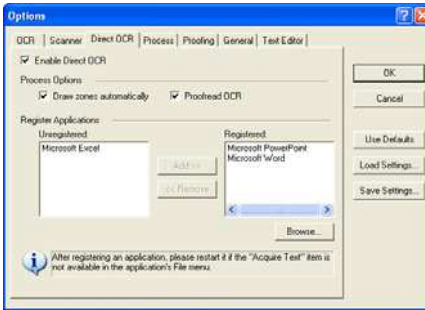 Options
OCR Scanner Direct OCR Process Proofing General Text Editor
Enable Direct OCR
Process Options
Draw zones automatically Proofread OCR
Register Applications
Unregistered: Registered:
Microsoft Excel
Microsoft PowerPoint
Microsoft Word
Add >>
<< Remove
Browse...
After registering an application, please restart it if the "Acquire Text" item is
not available in the application's File menu.
OK
Cancel
Use Defaults
Load Settings...
Save Settings...